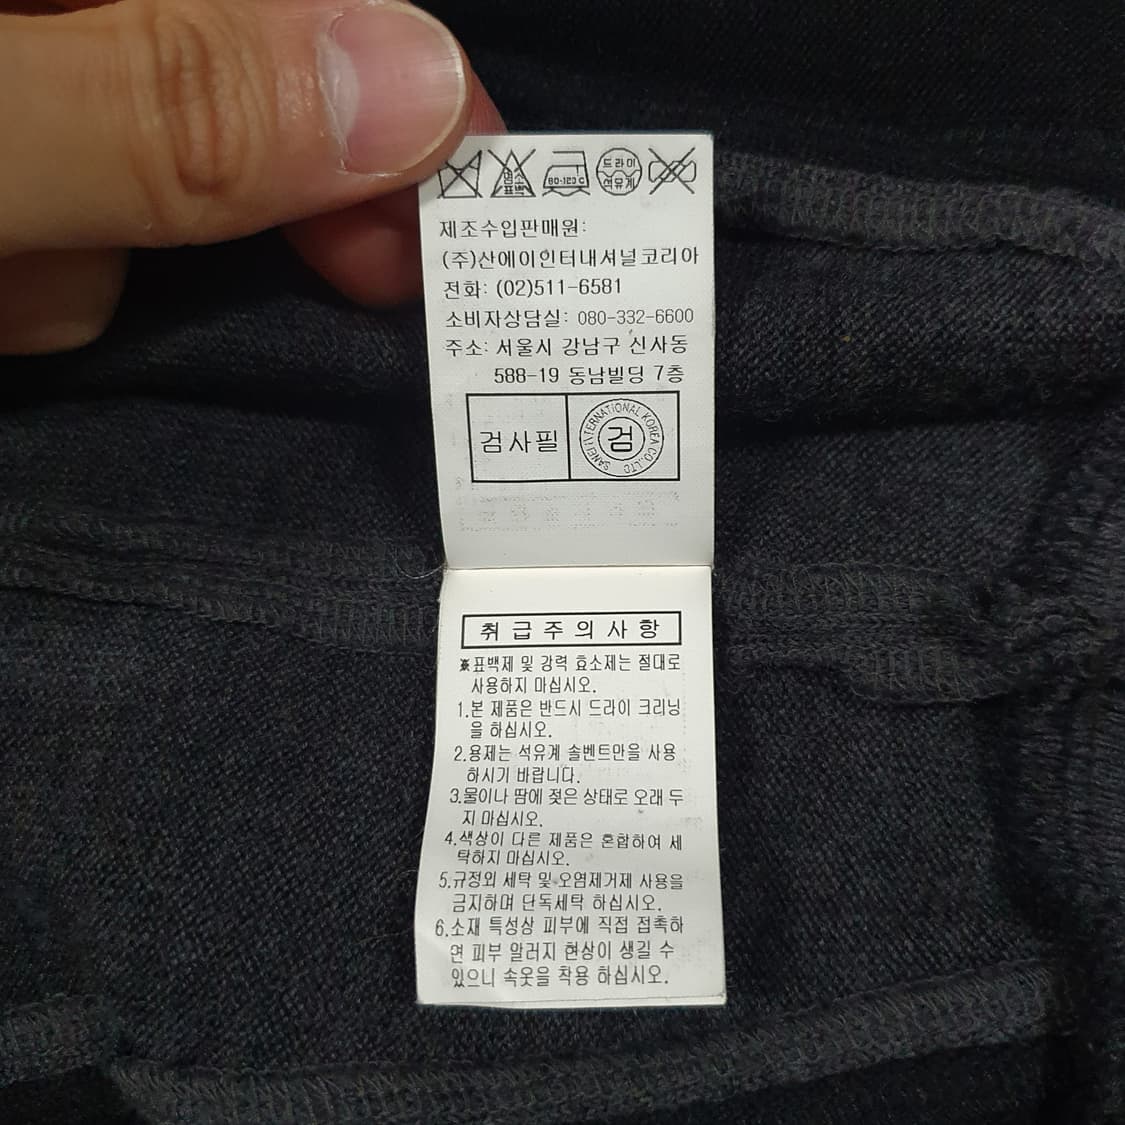 염소
표백
80-120 C
드라이
석유계
제조수입판매원:
(주)산에이인터내셔널코리아
전화: (02)511-6581
소비자상담실: 080-332-6600
주소: 서울시 강남구 신사동
588-19 동남빌딩 7층
검사필
SANEI INTERNATIONAL KOREA CO.,LTD
검
취급주의사항
※표백제 및 강력 효소제는 절대로
사용하지 마십시오.
1.본 제품은 반드시 드라이 크리닝
을 하십시오.
2.용제는 석유계 솔벤트만을 사용
하시기 바랍니다.
3.물이나 땀에 젖은 상태로 오래 두
지 마십시오.
4.색상이 다른 제품은 혼합하여 세
탁하지 마십시오.
5.규정외 세탁 및 오염제거제 사용을
금지하며 단독세탁 하십시오.
6.소재 특성상 피부에 직접 접촉하
면 피부 알러지 현상이 생길 수
있으니 속옷을 착용 하십시오.